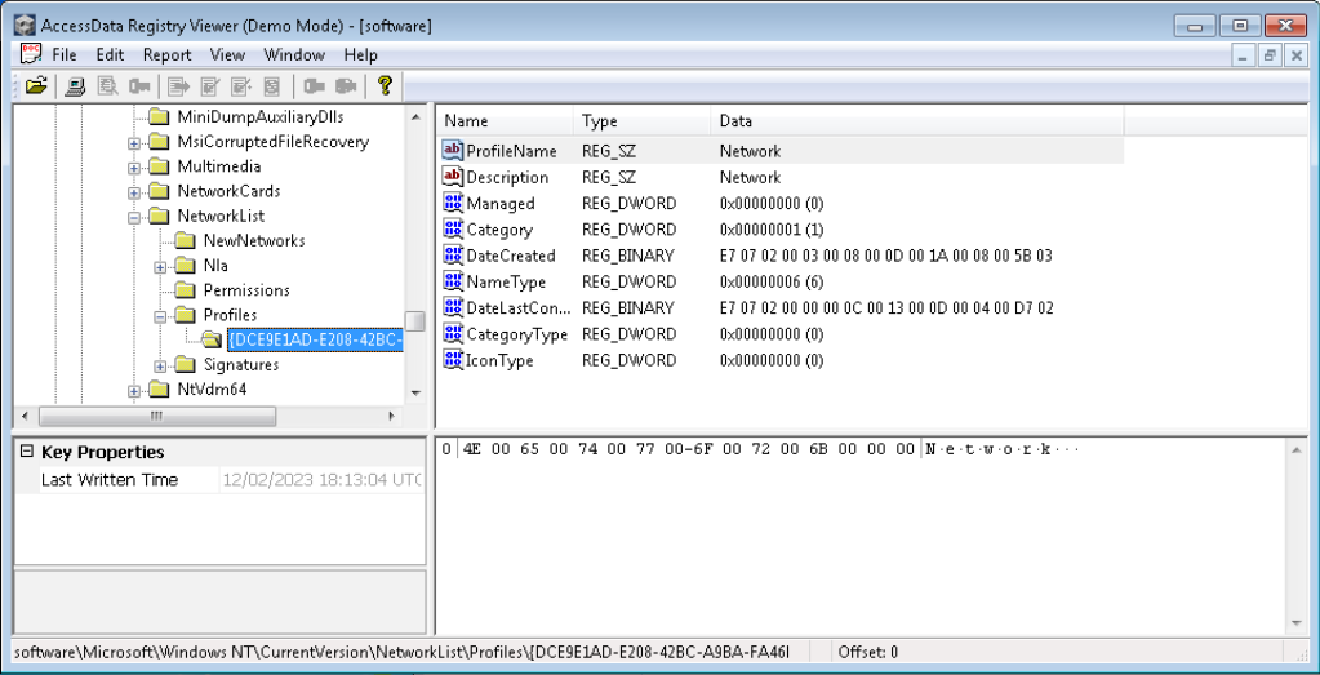 AccessData Registry Viewer (Demo Mode) - [software]
File Edit Report View Window Help
MiniDumpAuxiliaryDlls
MsiCorruptedFileRecovery
Multimedia
NetworkCards
NetworkList
NewNetworks
Nla
Permissions
Profiles
{DCE9E1AD-E208-42BC-
Signatures
NtVdm64
Name Type Data
ProfileName REG_SZ Network
Description REG_SZ Network
Managed REG_DWORD 0x00000000 (0)
Category REG_DWORD 0x00000001 (1)
DateCreated REG_BINARY E7 07 02 00 03 00 08 00 0D 00 1A 00 08 00 5B 03
NameType REG_DWORD 0x00000006 (6)
DateLastCon... REG_BINARY E7 07 02 00 00 00 0C 00 13 00 0D 00 04 00 D7 02
CategoryType REG_DWORD 0x00000000 (0)
IconType REG_DWORD 0x00000000 (0)
Key Properties
Last Written Time 12/02/2023 18:13:04 UTC
0 4E 00 65 00 74 00 77 00-6F 00 72 00 6B 00 00 00 N·e·t·w·o·r·k···
software\Microsoft\Windows NT\CurrentVersion\NetworkList\Profiles\{DCE9E1AD-E208-42BC-A9BA-FA46I Offset: 0